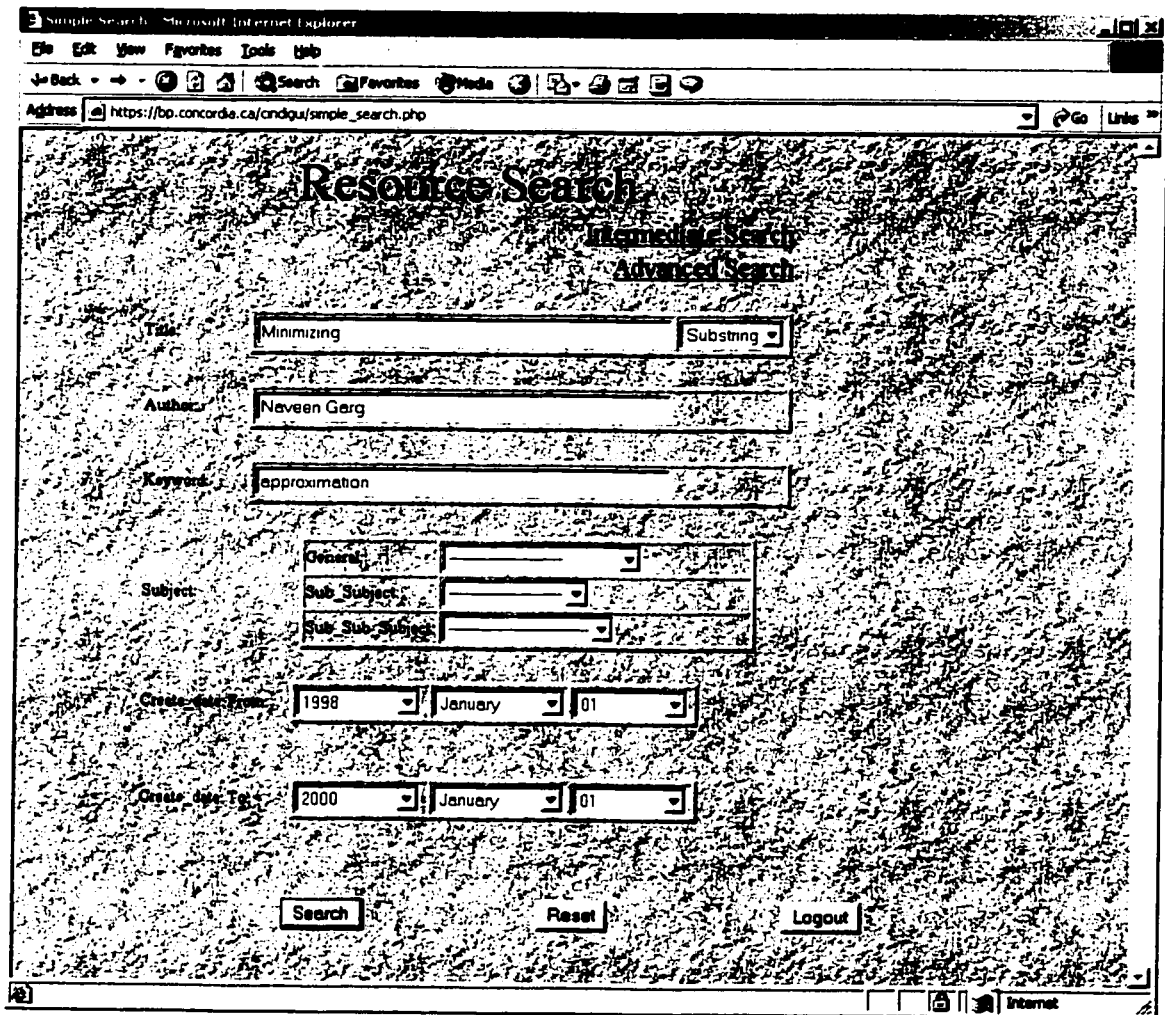 Simple Search - Microsoft Internet Explorer
File Edit View Favorites Tools Help
Back Search Favorites Media
Address https://bp.concordia.ca/cindigui/simple_search.php Go Links »
Resource Search
Intermediate Search
Advanced Search
Title: Minimizing Substring
Author: Naveen Garg
Keyword: approximation
General:
Subject: Sub_Subject:
Sub_Sub_Subject:
Create_date From: 1998 / January / 01
Create_date To: 2000 / January / 01
Search Reset Logout
Internet